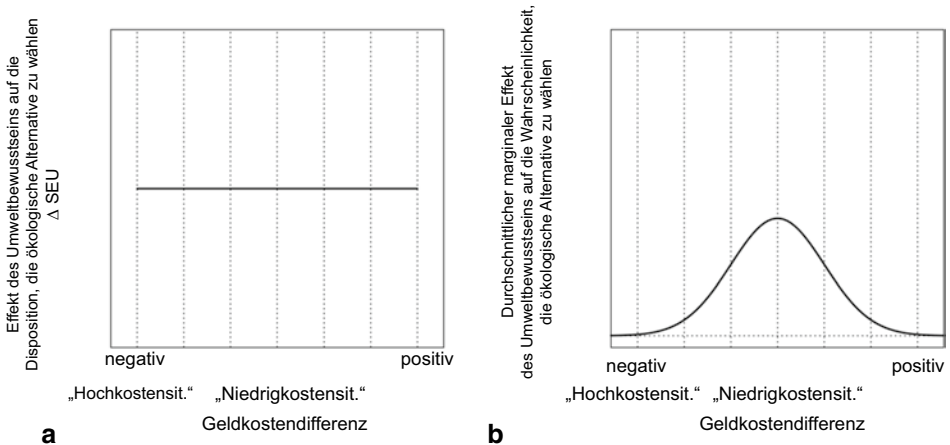 Effekt des Umweltbewusstseins auf die
Disposition, die ökologische Alternative zu wählen
Δ SEU
negativ
positiv
„Hochkostensit.“
„Niedrigkostensit.“
Geldkostendifferenz
a
Durchschnittlicher marginaler Effekt
des Umweltbewusstseins auf die Wahrscheinlichkeit,
die ökologische Alternative zu wählen
negativ
positiv
„Hochkostensit.“
„Niedrigkostensit.“
Geldkostendifferenz
b